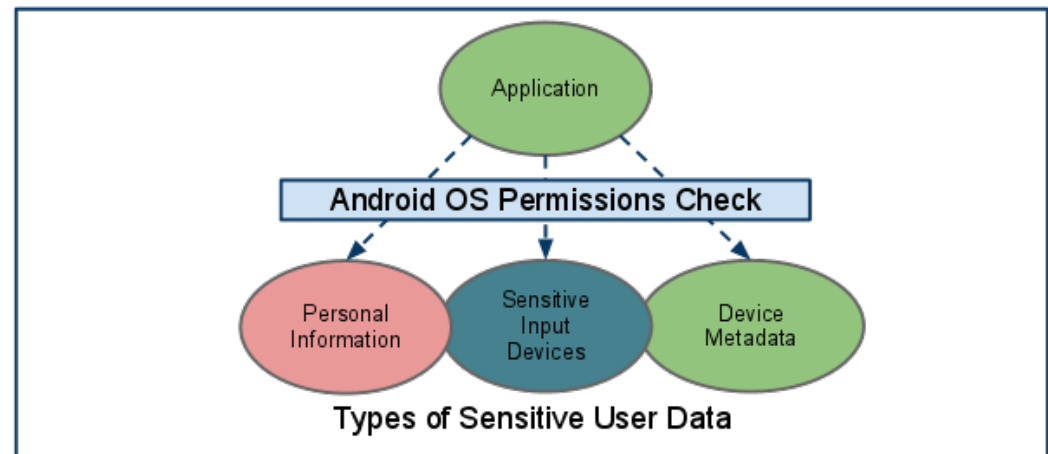 Application
Android OS Permissions Check
Personal
Information
Sensitive
Input
Devices
Device
Metadata
Types of Sensitive User Data